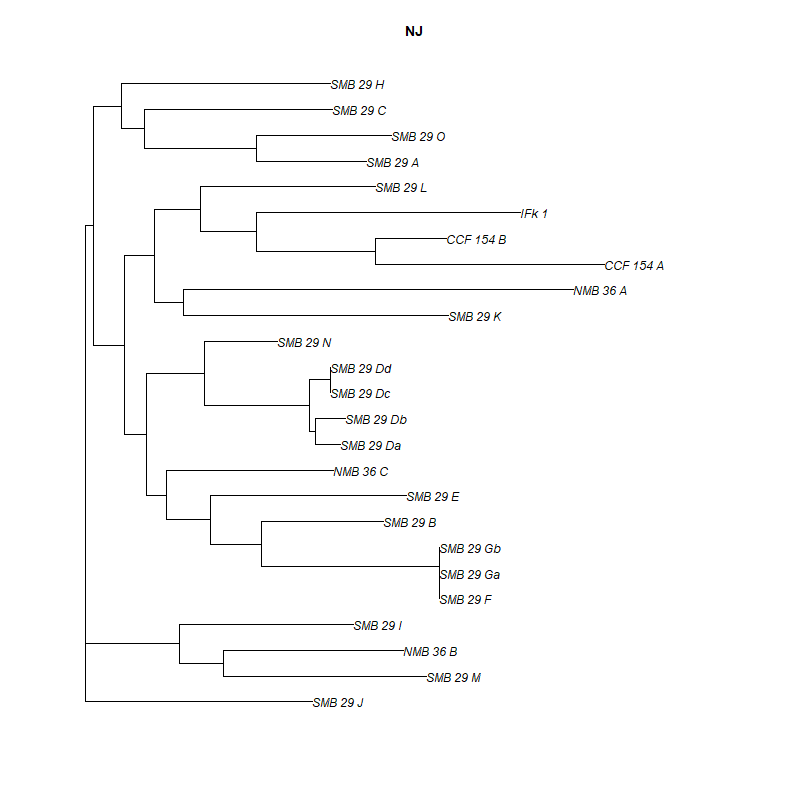 NJ
SMB 29 H
SMB 29 C
SMB 29 O
SMB 29 A
SMB 29 L
IFk 1
CCF 154 B
CCF 154 A
NMB 36 A
SMB 29 K
SMB 29 N
SMB 29 Dd
SMB 29 Dc
SMB 29 Db
SMB 29 Da
NMB 36 C
SMB 29 E
SMB 29 B
SMB 29 Gb
SMB 29 Ga
SMB 29 F
SMB 29 I
NMB 36 B
SMB 29 M
SMB 29 J